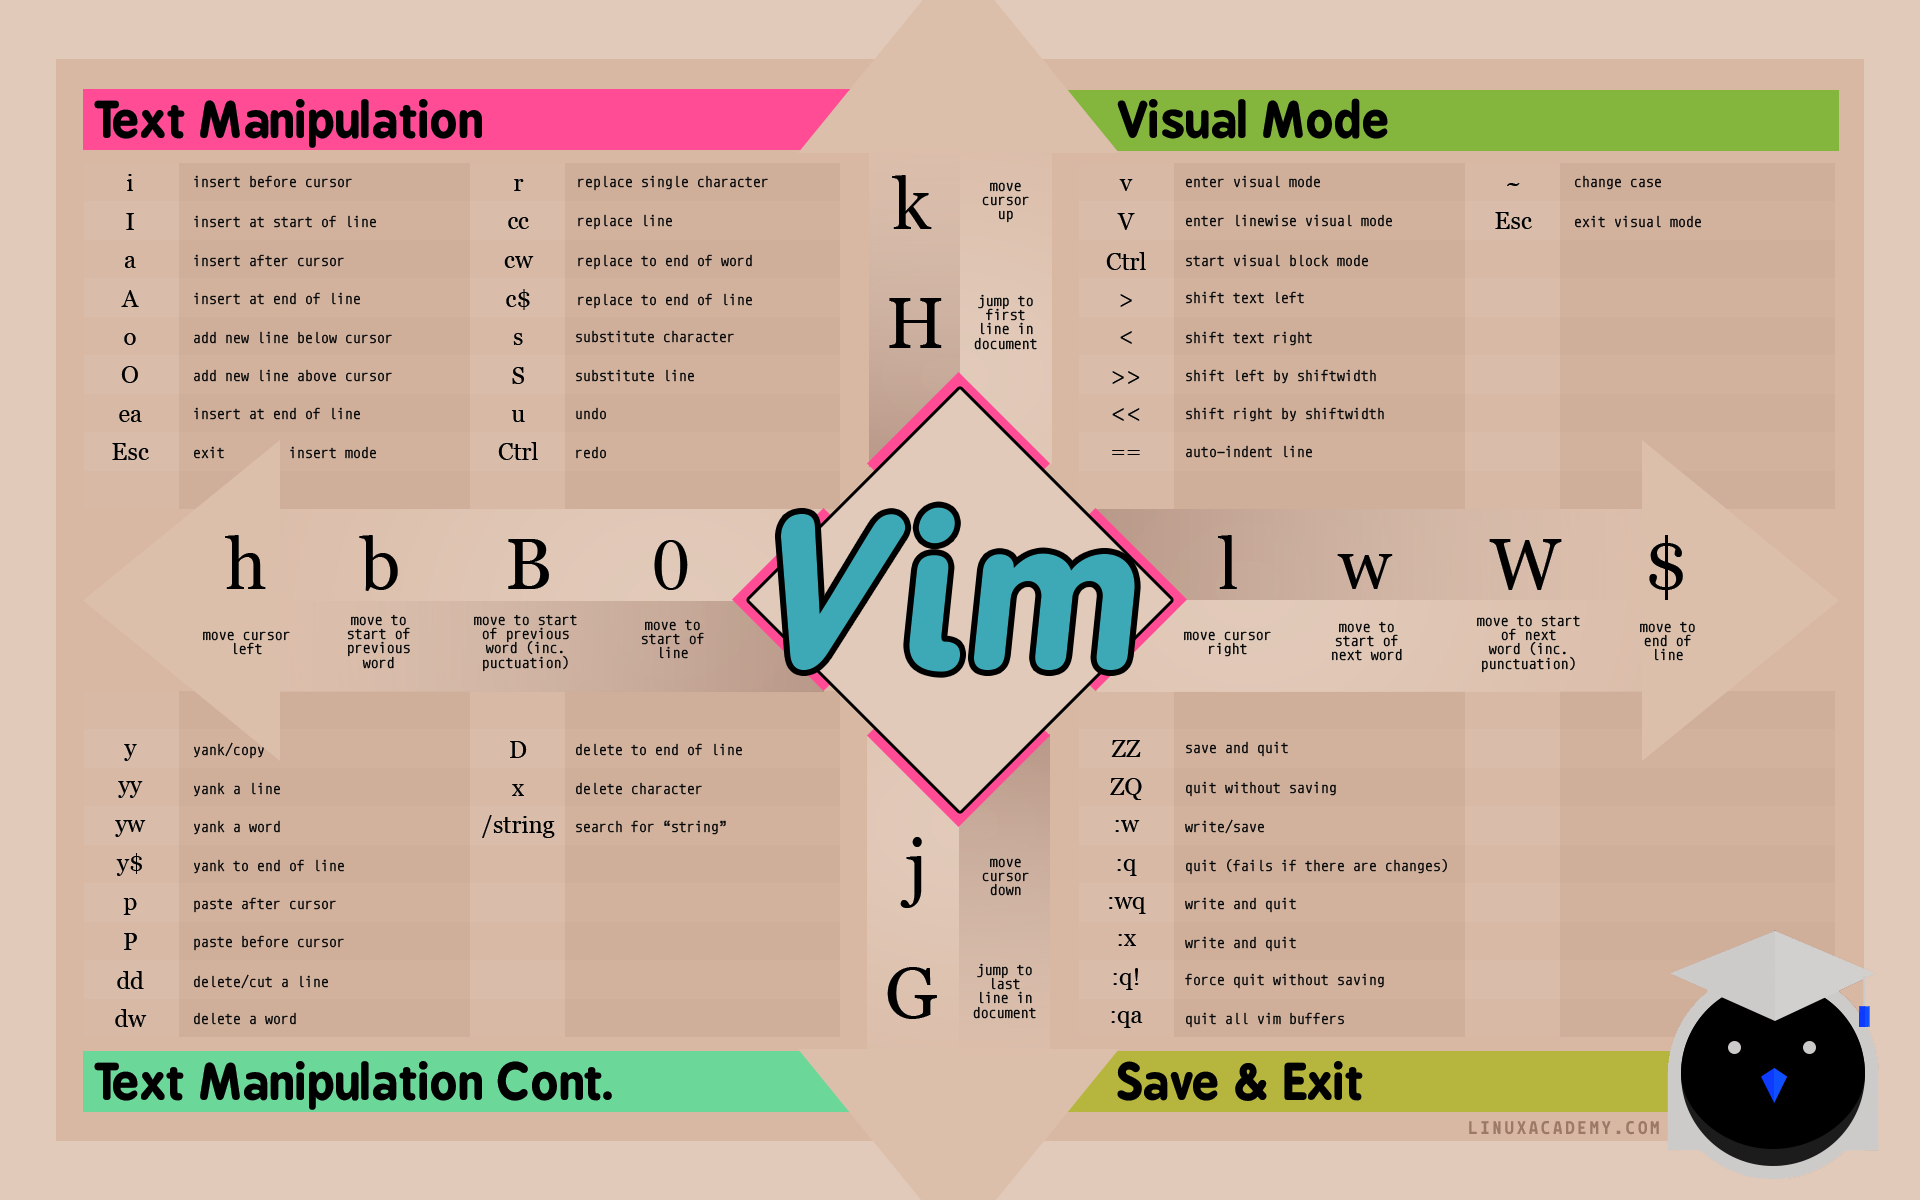 Text Manipulation
i insert before cursor
I insert at start of line
a insert after cursor
A insert at end of line
o add new line below cursor
O add new line above cursor
ea insert at end of line
Esc exit insert mode
r replace single character
cc replace line
cw replace to end of word
c$ replace to end of line
s substitute character
S substitute line
u undo
Ctrl redo
k
move
cursor
up
H
jump to
first
line in
document
Visual Mode
v enter visual mode
V enter linewise visual mode
Ctrl start visual block mode
> shift text left
< shift text right
>> shift left by shiftwidth
<< shift right by shiftwidth
== auto-indent line
~ change case
Esc exit visual mode
h
move cursor
left
b
move to
start of
previous
word
B
move to start
of previous
word (inc.
puctuation)
0
move to
start of
line
Vim
l
move cursor
right
w
move to
start of
next word
W
move to start
of next
word (inc.
punctuation)
$
move to
end of
line
y yank/copy
yy yank a line
yw yank a word
y$ yank to end of line
p paste after cursor
P paste before cursor
dd delete/cut a line
dw delete a word
D delete to end of line
x delete character
/string search for “string”
Text Manipulation Cont.
j
move
cursor
down
G
jump to
last
line in
document
ZZ save and quit
ZQ quit without saving
:w write/save
:q quit (fails if there are changes)
:wq write and quit
:x write and quit
:q! force quit without saving
:qa quit all vim buffers
Save & Exit
LINUXACADEMY.COM